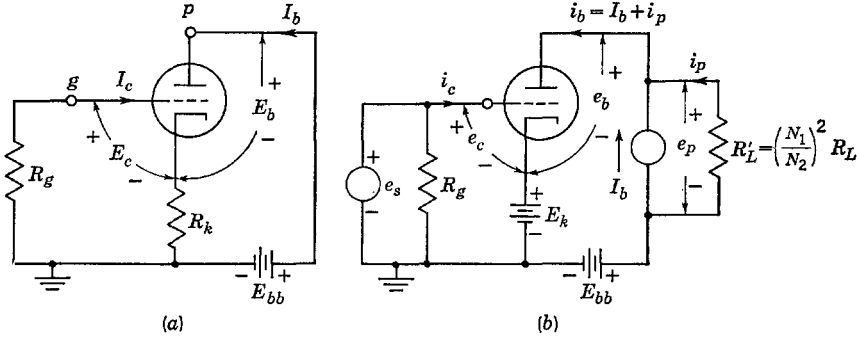 p
I_b
g
I_c
+
E_b
+
E_c
−
−
R_g
R_k
−
+
E_bb
(a)
i_b = I_b + i_p
i_p
i_c
+
e_b
+
+
e_c
−
−
e_p
R'_L = (N_1/N_2)^2 R_L
+
e_s
−
R_g
I_b
−
+
E_k
−
−
+
E_bb
(b)